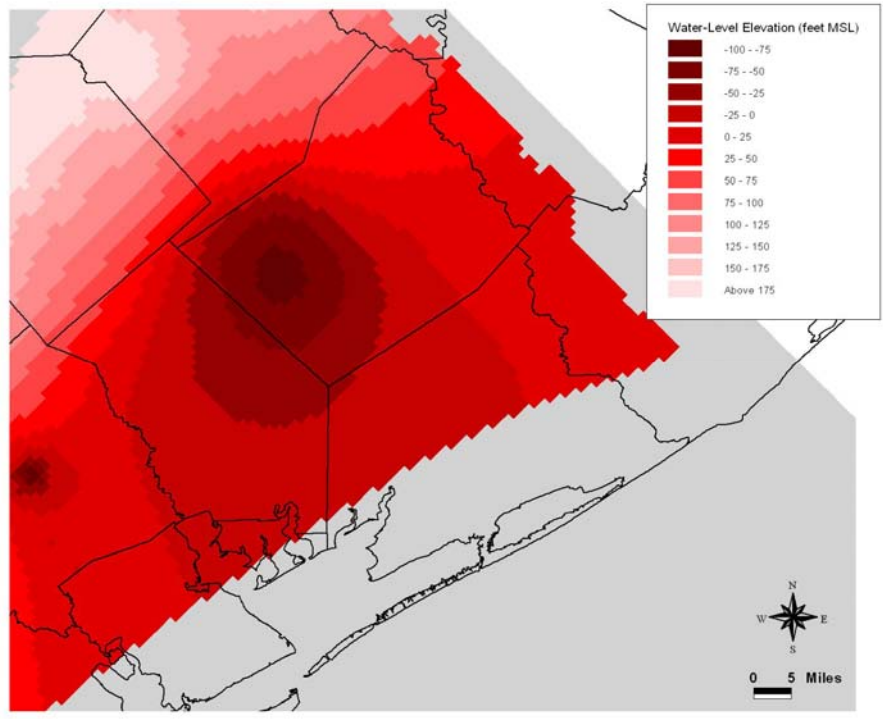 Water-Level Elevation (feet MSL)
-100 - -75
-75 - -50
-50 - -25
-25 - 0
0 - 25
25 - 50
50 - 75
75 - 100
100 - 125
125 - 150
150 - 175
Above 175
N
W E
S
0 5 Miles